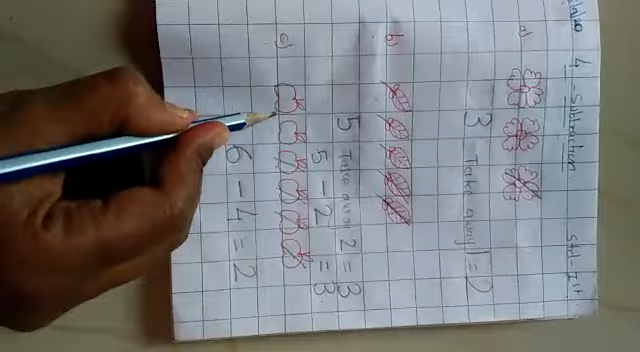 4 - Subtraction Std. Ist
a)
3 Take away 1 = 2
b)
5 Take away 2 = 3
5 - 2 = 3
c)
6 - 4 = 2